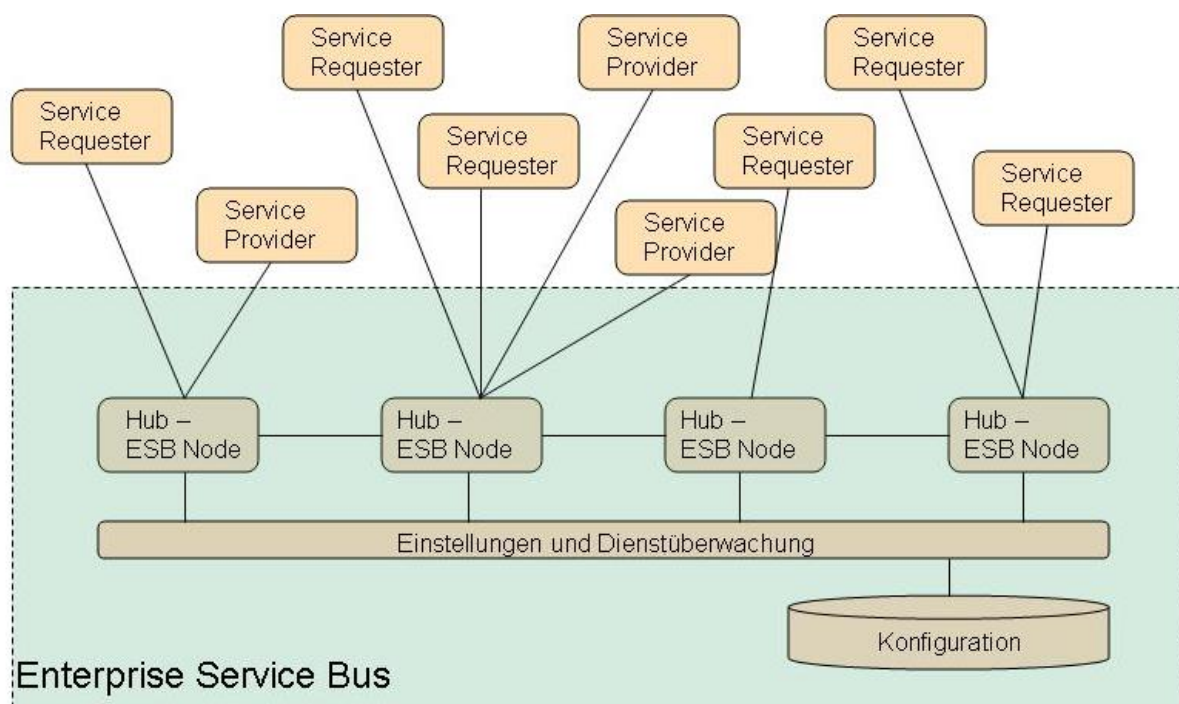 Service
Requester
Service
Provider
Service
Requester
Service
Requester
Service
Requester
Service
Requester
Service
Requester
Service
Provider
Service
Provider
Hub –
ESB Node
Hub –
ESB Node
Hub –
ESB Node
Hub –
ESB Node
Einstellungen und Dienstüberwachung
Konfiguration
Enterprise Service Bus